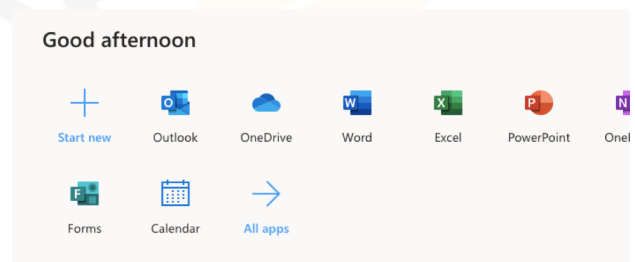 Good afternoon
Start new Outlook OneDrive Word Excel PowerPoint
Forms Calendar All apps